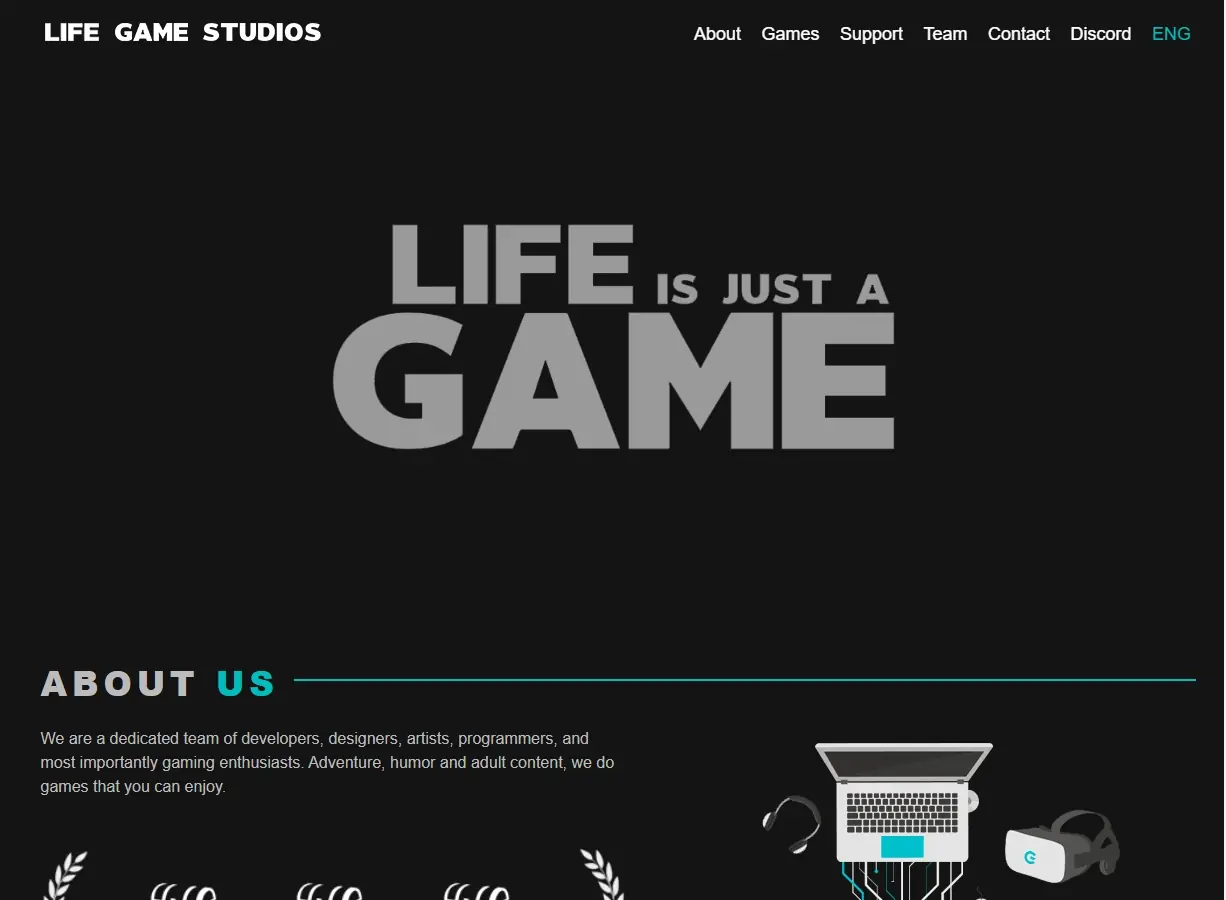 LIFE GAME STUDIOS
About Games Support Team Contact Discord ENG
LIFE IS JUST A
GAME
ABOUT US
We are a dedicated team of developers, designers, artists, programmers, and
most importantly gaming enthusiasts. Adventure, humor and adult content, we do
games that you can enjoy.